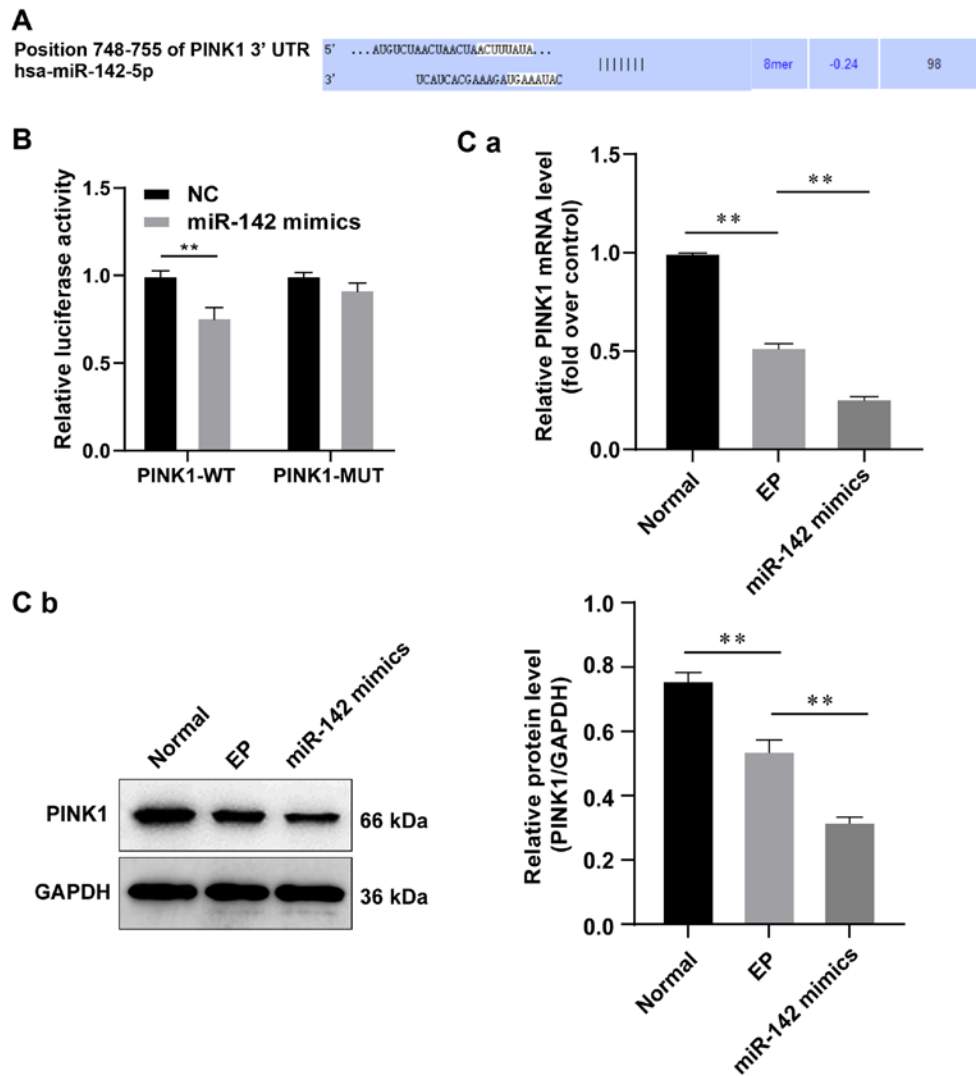 A
Position 748-755 of PINK1 3' UTR
hsa-miR-142-5p
5' ...AUGUCUAACUAACUAACUUUAUA...
3' UCAUCACGAAAGAUGAAAUAC
|||||||
8mer
-0.24
98
B
Relative luciferase activity
1.5
1.0
0.5
0.0
NC
miR-142 mimics
**
PINK1-WT
PINK1-MUT
C a
Relative PINK1 mRNA level
(fold over control)
1.5
1.0
0.5
0.0
**
**
Normal
EP
miR-142 mimics
C b
Normal
EP
miR-142 mimics
PINK1
66 kDa
GAPDH
36 kDa
Relative protein level
(PINK1/GAPDH)
1.0
0.8
0.6
0.4
0.2
0.0
**
**
Normal
EP
miR-142 mimics